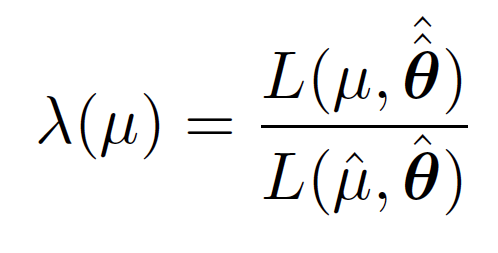 λ(μ) = L(μ, θ̂̂) / L(μ̂, θ̂)